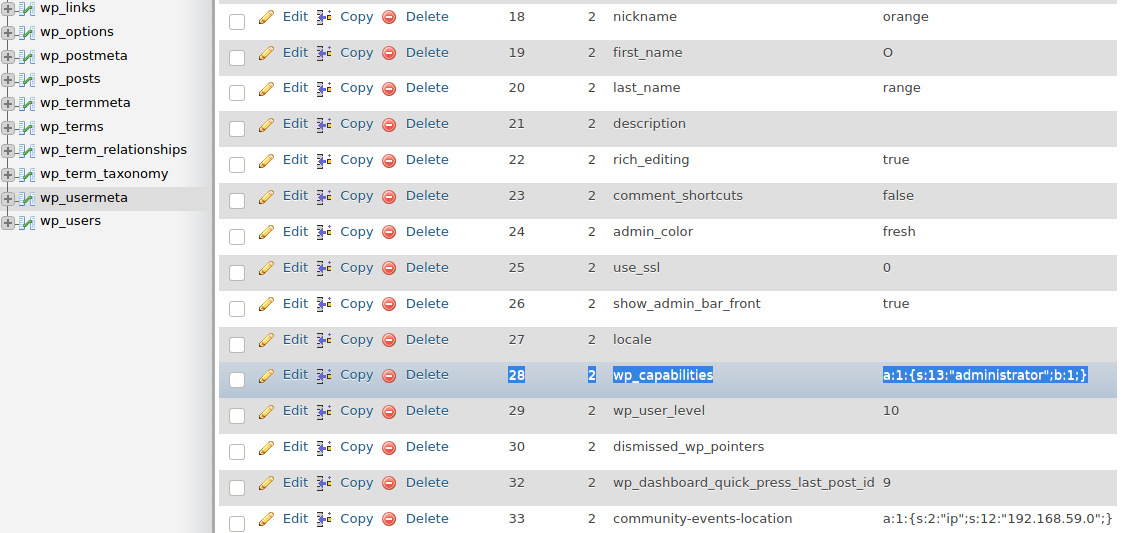 wp_links
wp_options
wp_postmeta
wp_posts
wp_termmeta
wp_terms
wp_term_relationships
wp_term_taxonomy
wp_usermeta
wp_users
Edit Copy Delete 18 2 nickname orange
Edit Copy Delete 19 2 first_name O
Edit Copy Delete 20 2 last_name range
Edit Copy Delete 21 2 description
Edit Copy Delete 22 2 rich_editing true
Edit Copy Delete 23 2 comment_shortcuts false
Edit Copy Delete 24 2 admin_color fresh
Edit Copy Delete 25 2 use_ssl 0
Edit Copy Delete 26 2 show_admin_bar_front true
Edit Copy Delete 27 2 locale
Edit Copy Delete 28 2 wp_capabilities a:1:{s:13:"administrator";b:1;}
Edit Copy Delete 29 2 wp_user_level 10
Edit Copy Delete 30 2 dismissed_wp_pointers
Edit Copy Delete 32 2 wp_dashboard_quick_press_last_post_id 9
Edit Copy Delete 33 2 community-events-location a:1:{s:2:"ip";s:12:"192.168.59.0";}